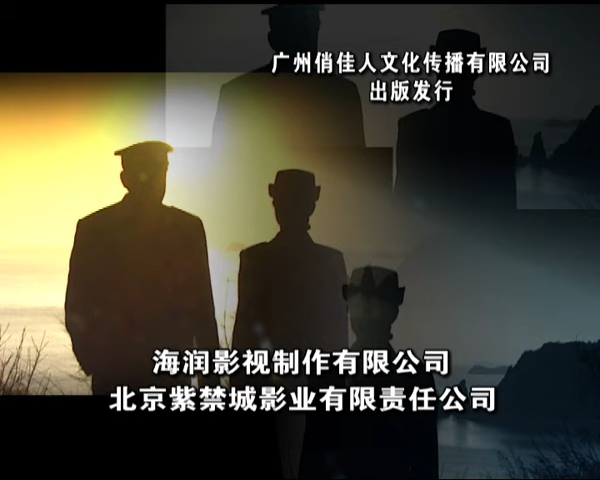 广州俏佳人文化传播有限公司
出版发行
海润影视制作有限公司
北京紫禁城影业有限责任公司